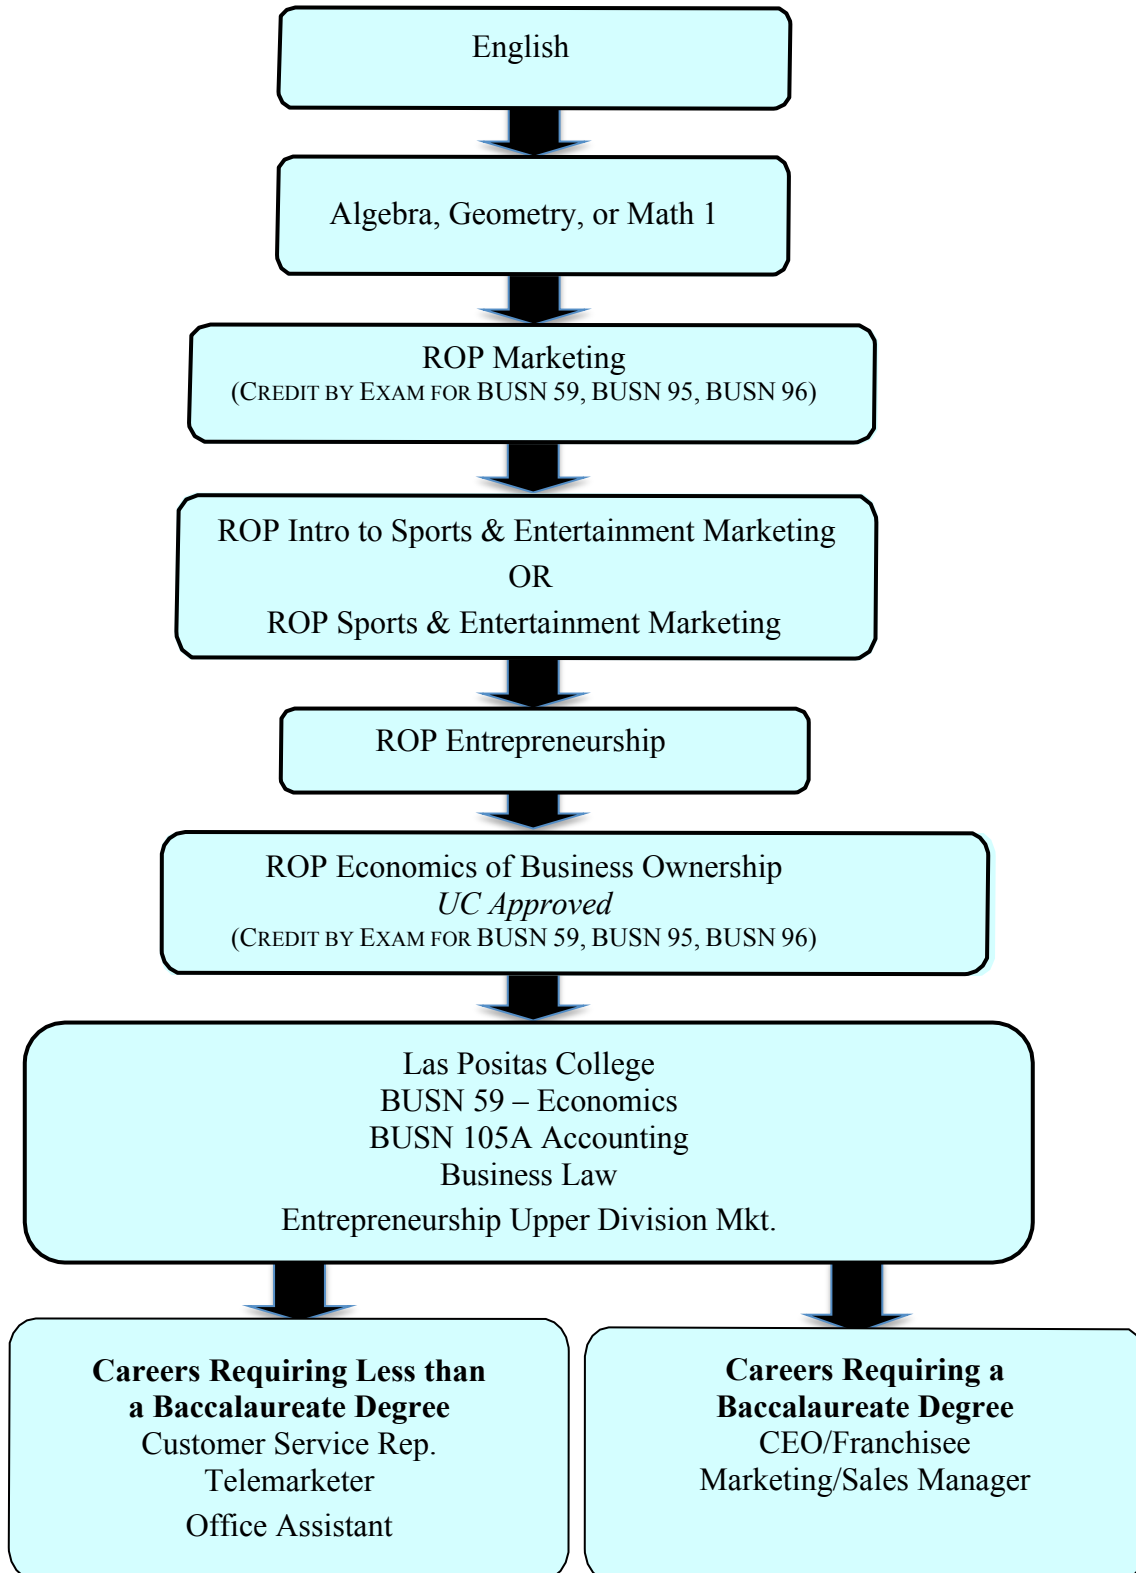 English
Algebra, Geometry, or Math 1
ROP Marketing
(CREDIT BY EXAM FOR BUSN 59, BUSN 95, BUSN 96)
ROP Intro to Sports & Entertainment Marketing
OR
ROP Sports & Entertainment Marketing
ROP Entrepreneurship
ROP Economics of Business Ownership
UC Approved
(CREDIT BY EXAM FOR BUSN 59, BUSN 95, BUSN 96)
Las Positas College
BUSN 59 – Economics
BUSN 105A Accounting
Business Law
Entrepreneurship Upper Division Mkt.
Careers Requiring Less than
a Baccalaureate Degree
Customer Service Rep.
Telemarketer
Office Assistant
Careers Requiring a
Baccalaureate Degree
CEO/Franchisee
Marketing/Sales Manager